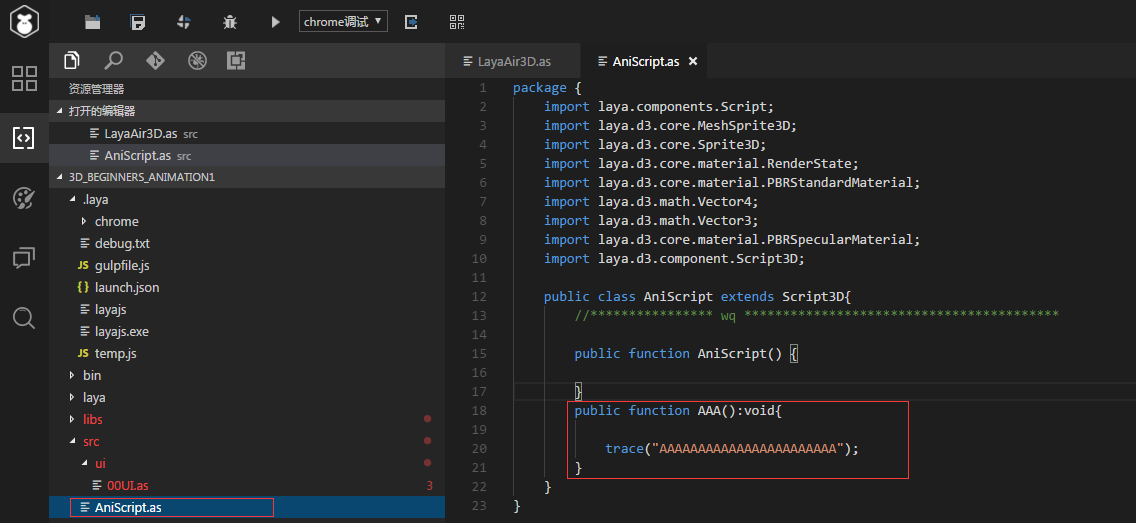 chrome调试
资源管理器
打开的编辑器
LayaAir3D.as src
AniScript.as src
3D_BEGINNERS_ANIMATION1
.laya
chrome
debug.txt
JS gulpfile.js
{} launch.json
layajs
layajs.exe
JS temp.js
bin
laya
libs
src
ui
00UI.as 3
AniScript.as
LayaAir3D.as AniScript.as ×
1 package {
2 import laya.components.Script;
3 import laya.d3.core.MeshSprite3D;
4 import laya.d3.core.Sprite3D;
5 import laya.d3.core.material.RenderState;
6 import laya.d3.core.material.PBRStandardMaterial;
7 import laya.d3.math.Vector4;
8 import laya.d3.math.Vector3;
9 import laya.d3.core.material.PBRSpecularMaterial;
10 import laya.d3.component.Script3D;
11
12 public class AniScript extends Script3D{
13 //**************** wq *****************************************
14
15 public function AniScript() {
16
17 }
18 public function AAA():void{
19
20 trace("AAAAAAAAAAAAAAAAAAAAAAA");
21 }
22 }
23 }